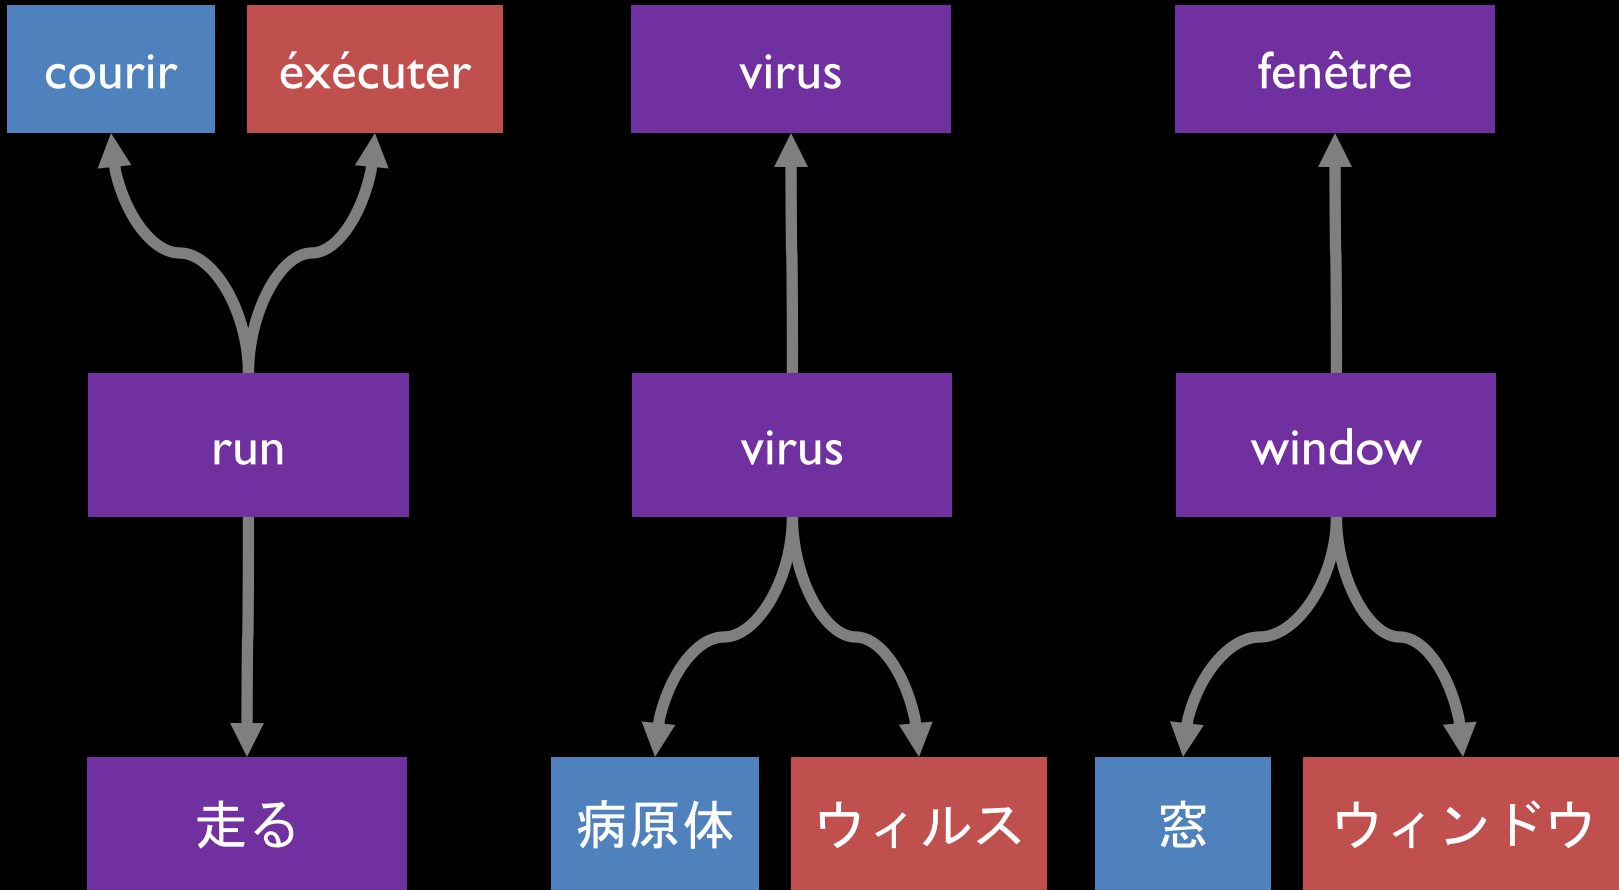 courir
éxécuter
virus
fenêtre
run
virus
window
走る
病原体
ウィルス
窓
ウィンドウ